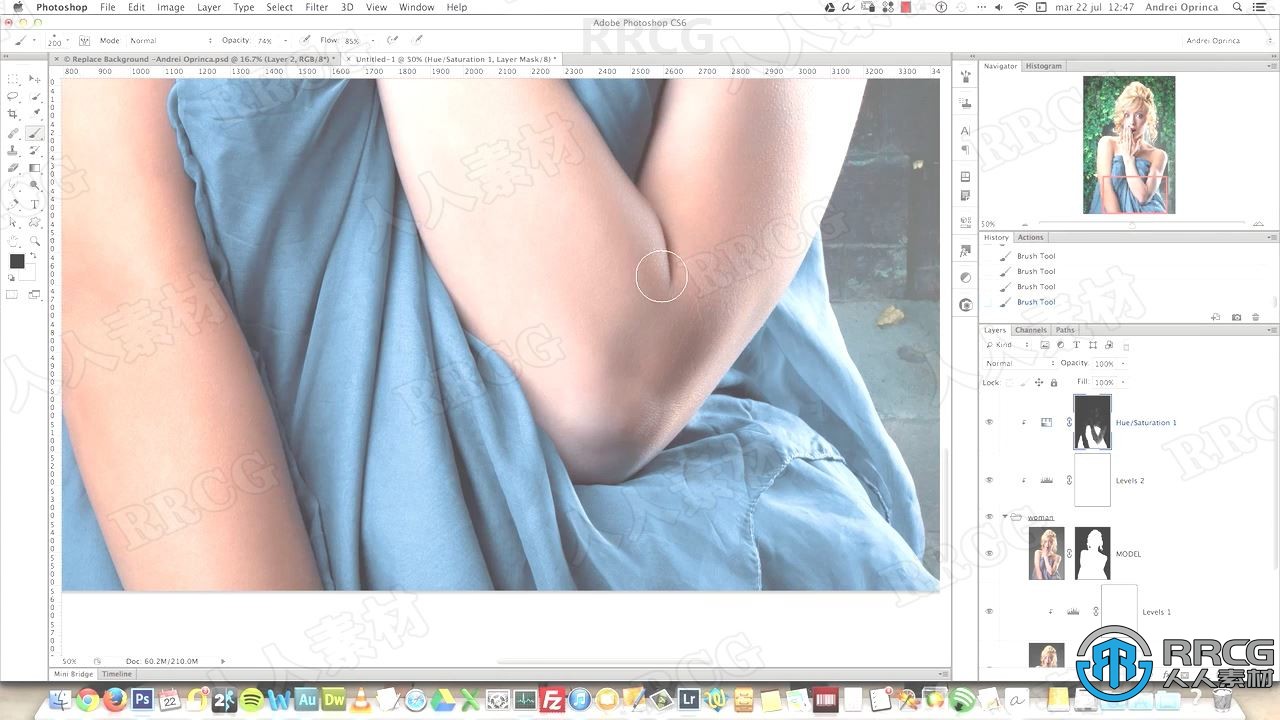 Photoshop File Edit Image Layer Type Select Filter 3D View Window Help mar 22 jul 12:47 Andrei Oprinca
Adobe Photoshop CS6
200 Mode: Normal Opacity: 74% Flow: 85% Andrei Oprinca
© Replace Background -Andrei Oprinca.psd @ 16.7% (Layer 2, RGB/8*) * Untitled-1 @ 50% (Hue/Saturation 1, Layer Mask/8) *
800 900 1000 1100 1200 1300 1400 1500 1600 1700 1800 1900 2000 2100 2200 2300 2400 2500 2600 2700 2800 2900 3000 3100 3200 3300
Navigator Histogram
50%
History Actions
Brush Tool
Brush Tool
Brush Tool
Brush Tool
Layers Channels Paths
Kind
Normal Opacity: 100%
Lock: Fill: 100%
Hue/Saturation 1
Levels 2
woman
MODEL
Levels 1
50% Doc: 60.2M/210.0M
Mini Bridge Timeline
RRCG
人人素材